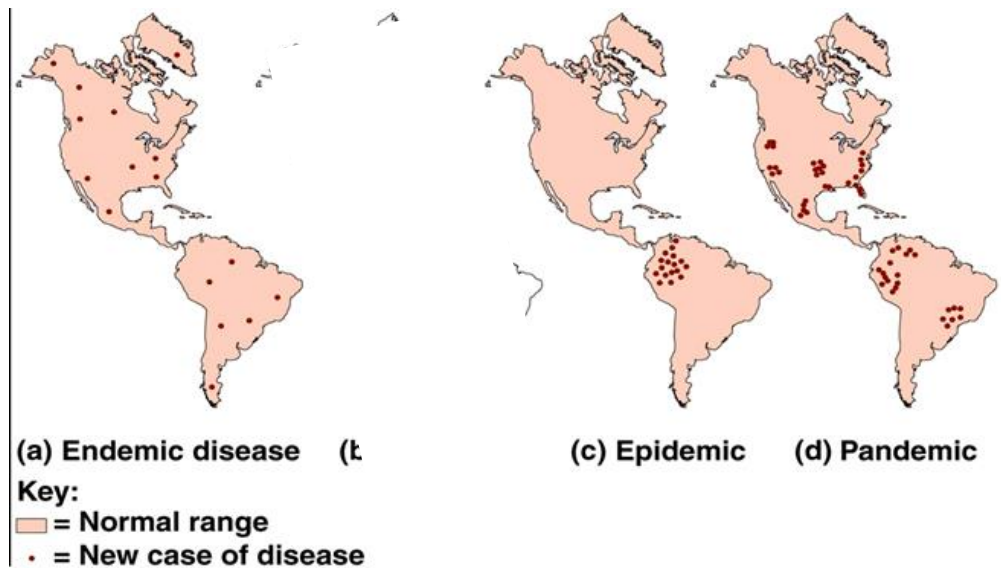 (a) Endemic disease (b
(c) Epidemic
(d) Pandemic
Key:
= Normal range
= New case of disease